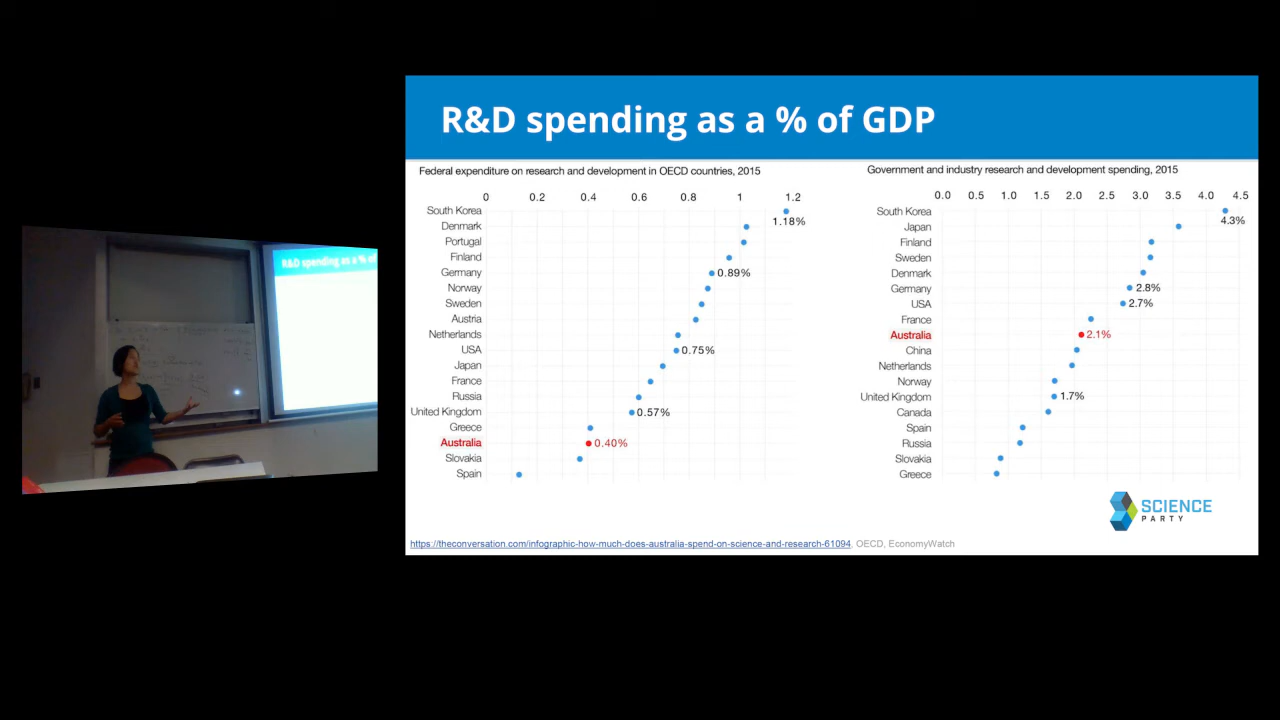 R&D spending as a % of GDP
Federal expenditure on research and development in OECD countries, 2015
0 0.2 0.4 0.6 0.8 1 1.2
South Korea 1.18%
Denmark
Portugal
Finland
Germany 0.89%
Norway
Sweden
Austria
Netherlands
USA 0.75%
Japan
France
Russia
United Kingdom 0.57%
Greece
Australia 0.40%
Slovakia
Spain
Government and industry research and development spending, 2015
0.0 0.5 1.0 1.5 2.0 2.5 3.0 3.5 4.0 4.5
South Korea 4.3%
Japan
Finland
Sweden
Denmark
Germany 2.8%
USA 2.7%
France
Australia 2.1%
China
Netherlands
Norway
United Kingdom 1.7%
Canada
Spain
Russia
Slovakia
Greece
SCIENCE
PARTY
https://theconversation.com/infographic-how-much-does-australia-spend-on-science-and-research-61094, OECD, EconomyWatch
R&D spending as a % of